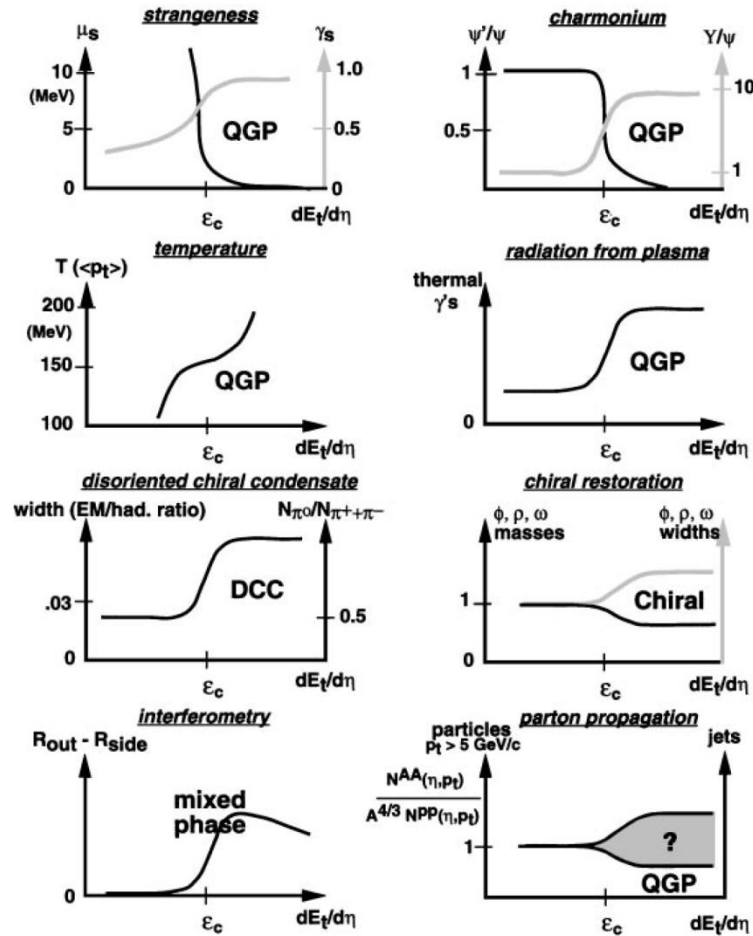 strangeness
μs
γs
10
(MeV)
5
0
1.0
0.5
0
QGP
εc
dEt/dη
charmonium
ψ'/ψ
Υ/ψ
1
0.5
10
1
QGP
εc
dEt/dη
temperature
T (<pt>)
200
(MeV)
150
100
QGP
εc
dEt/dη
radiation from plasma
thermal
γ's
0
QGP
εc
dEt/dη
disoriented chiral condensate
width (EM/had. ratio)
Nπ0/Nπ++π−
.03
0
0.5
DCC
εc
dEt/dη
chiral restoration
ϕ, ρ, ω
masses
ϕ, ρ, ω
widths
1
0
Chiral
εc
dEt/dη
interferometry
Rout - Rside
mixed
phase
0
εc
dEt/dη
parton propagation
particles
pt > 5 GeV/c
jets
NAA(η,pt)
A4/3 NPP(η,pt)
1
?
QGP
εc
dEt/dη